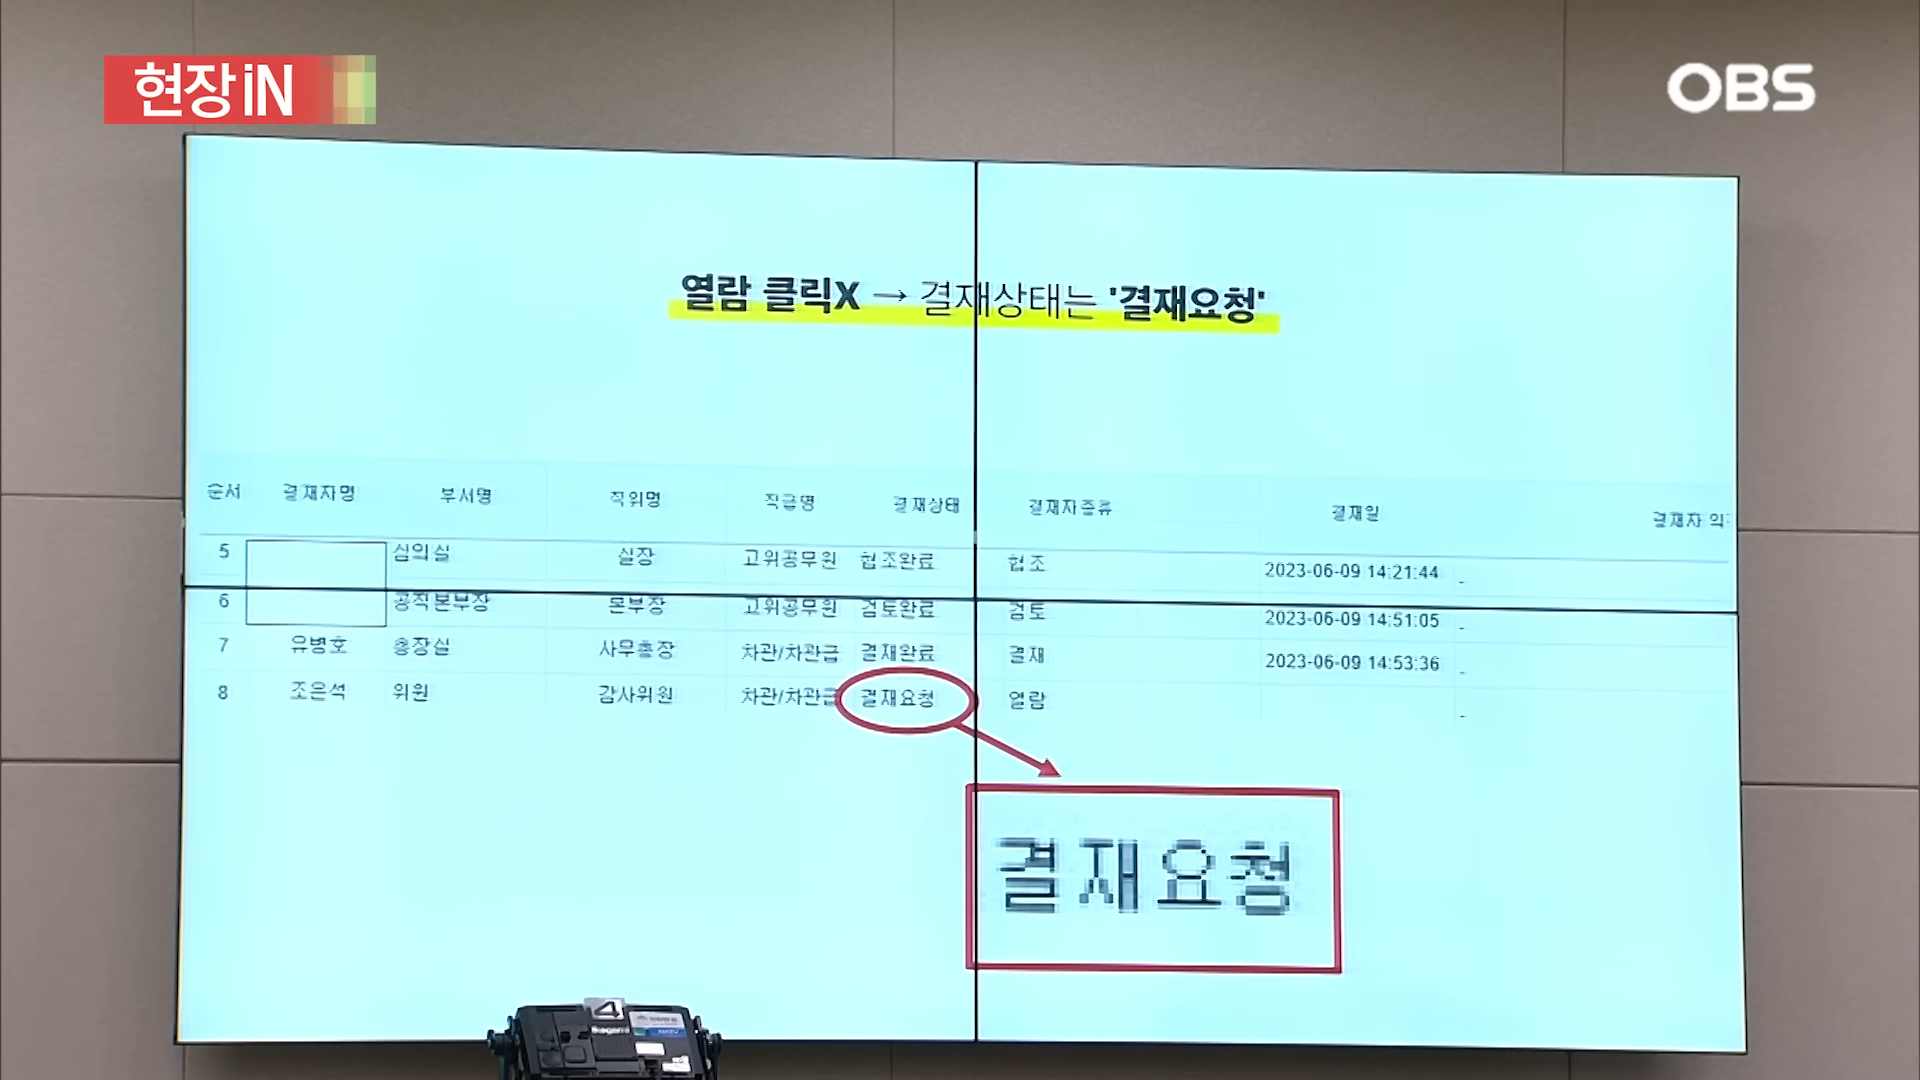 현장iN
OBS
열람 클릭X → 결재상태는 '결재요청'
순서 결재자명 부서명 직위명 직급명 결재상태 결재자종류 결재일 결재자 의
5 심의실 실장 고위공무원 협조완료 협조 2023-06-09 14:21:44 -
6 공직본부장 본부장 고위공무원 검토완료 검토 2023-06-09 14:51:05 -
7 유병호 총장실 사무총장 차관/차관급 결재완료 결재 2023-06-09 14:53:36 -
8 조은석 위원 감사위원 차관/차관급 결재요청 열람 -
결재요청
4